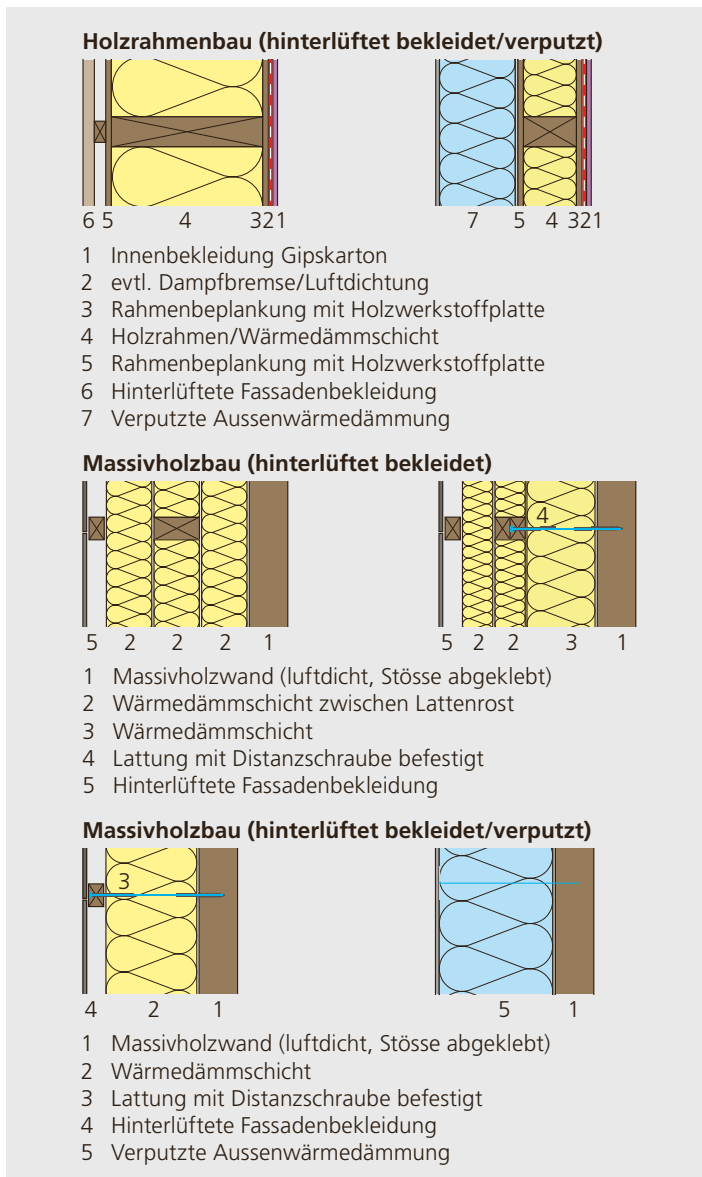 Holzrahmenbau (hinterlüftet bekleidet/verputzt)
6 5 4 321 7 5 4 321
1 Innenbekleidung Gipskarton
2 evtl. Dampfbremse/Luftdichtung
3 Rahmenbeplankung mit Holzwerkstoffplatte
4 Holzrahmen/Wärmedämmschicht
5 Rahmenbeplankung mit Holzwerkstoffplatte
6 Hinterlüftete Fassadenbekleidung
7 Verputzte Aussenwärmedämmung
Massivholzbau (hinterlüftet bekleidet)
4
5 2 2 2 1 5 2 2 3 1
1 Massivholzwand (luftdicht, Stösse abgeklebt)
2 Wärmedämmschicht zwischen Lattenrost
3 Wärmedämmschicht
4 Lattung mit Distanzschraube befestigt
5 Hinterlüftete Fassadenbekleidung
Massivholzbau (hinterlüftet bekleidet/verputzt)
3
4 2 1 5 1
1 Massivholzwand (luftdicht, Stösse abgeklebt)
2 Wärmedämmschicht
3 Lattung mit Distanzschraube befestigt
4 Hinterlüftete Fassadenbekleidung
5 Verputzte Aussenwärmedämmung